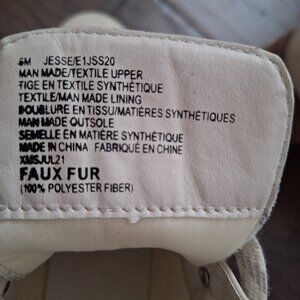 6M JESSE/E1JSS20
MAN MADE/TEXTILE UPPER
TIGE EN TEXTILE SYNTHÉTIQUE
TEXTILE/MAN MADE LINING
DOUBLURE EN TISSU/MATIÈRES SYNTHÉTIQUES
MAN MADE OUTSOLE
SEMELLE EN MATIÈRE SYNTHÉTIQUE
MADE IN CHINA FABRIQUÉ EN CHINE
XMSJUL21
FAUX FUR
(100% POLYESTER FIBER)